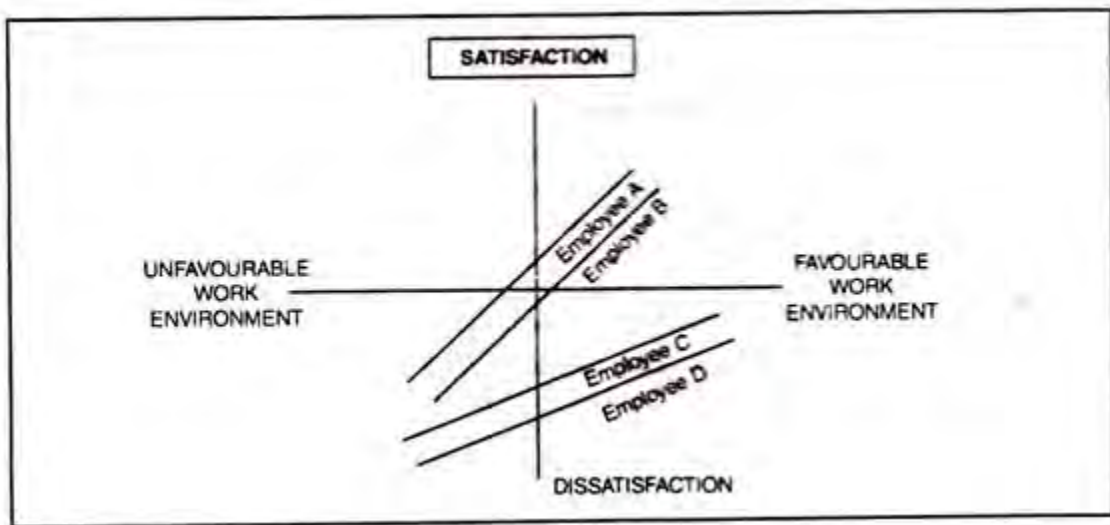 SATISFACTION
Employee A
Employee B
UNFAVOURABLE
WORK
ENVIRONMENT
FAVOURABLE
WORK
ENVIRONMENT
Employee C
Employee D
DISSATISFACTION